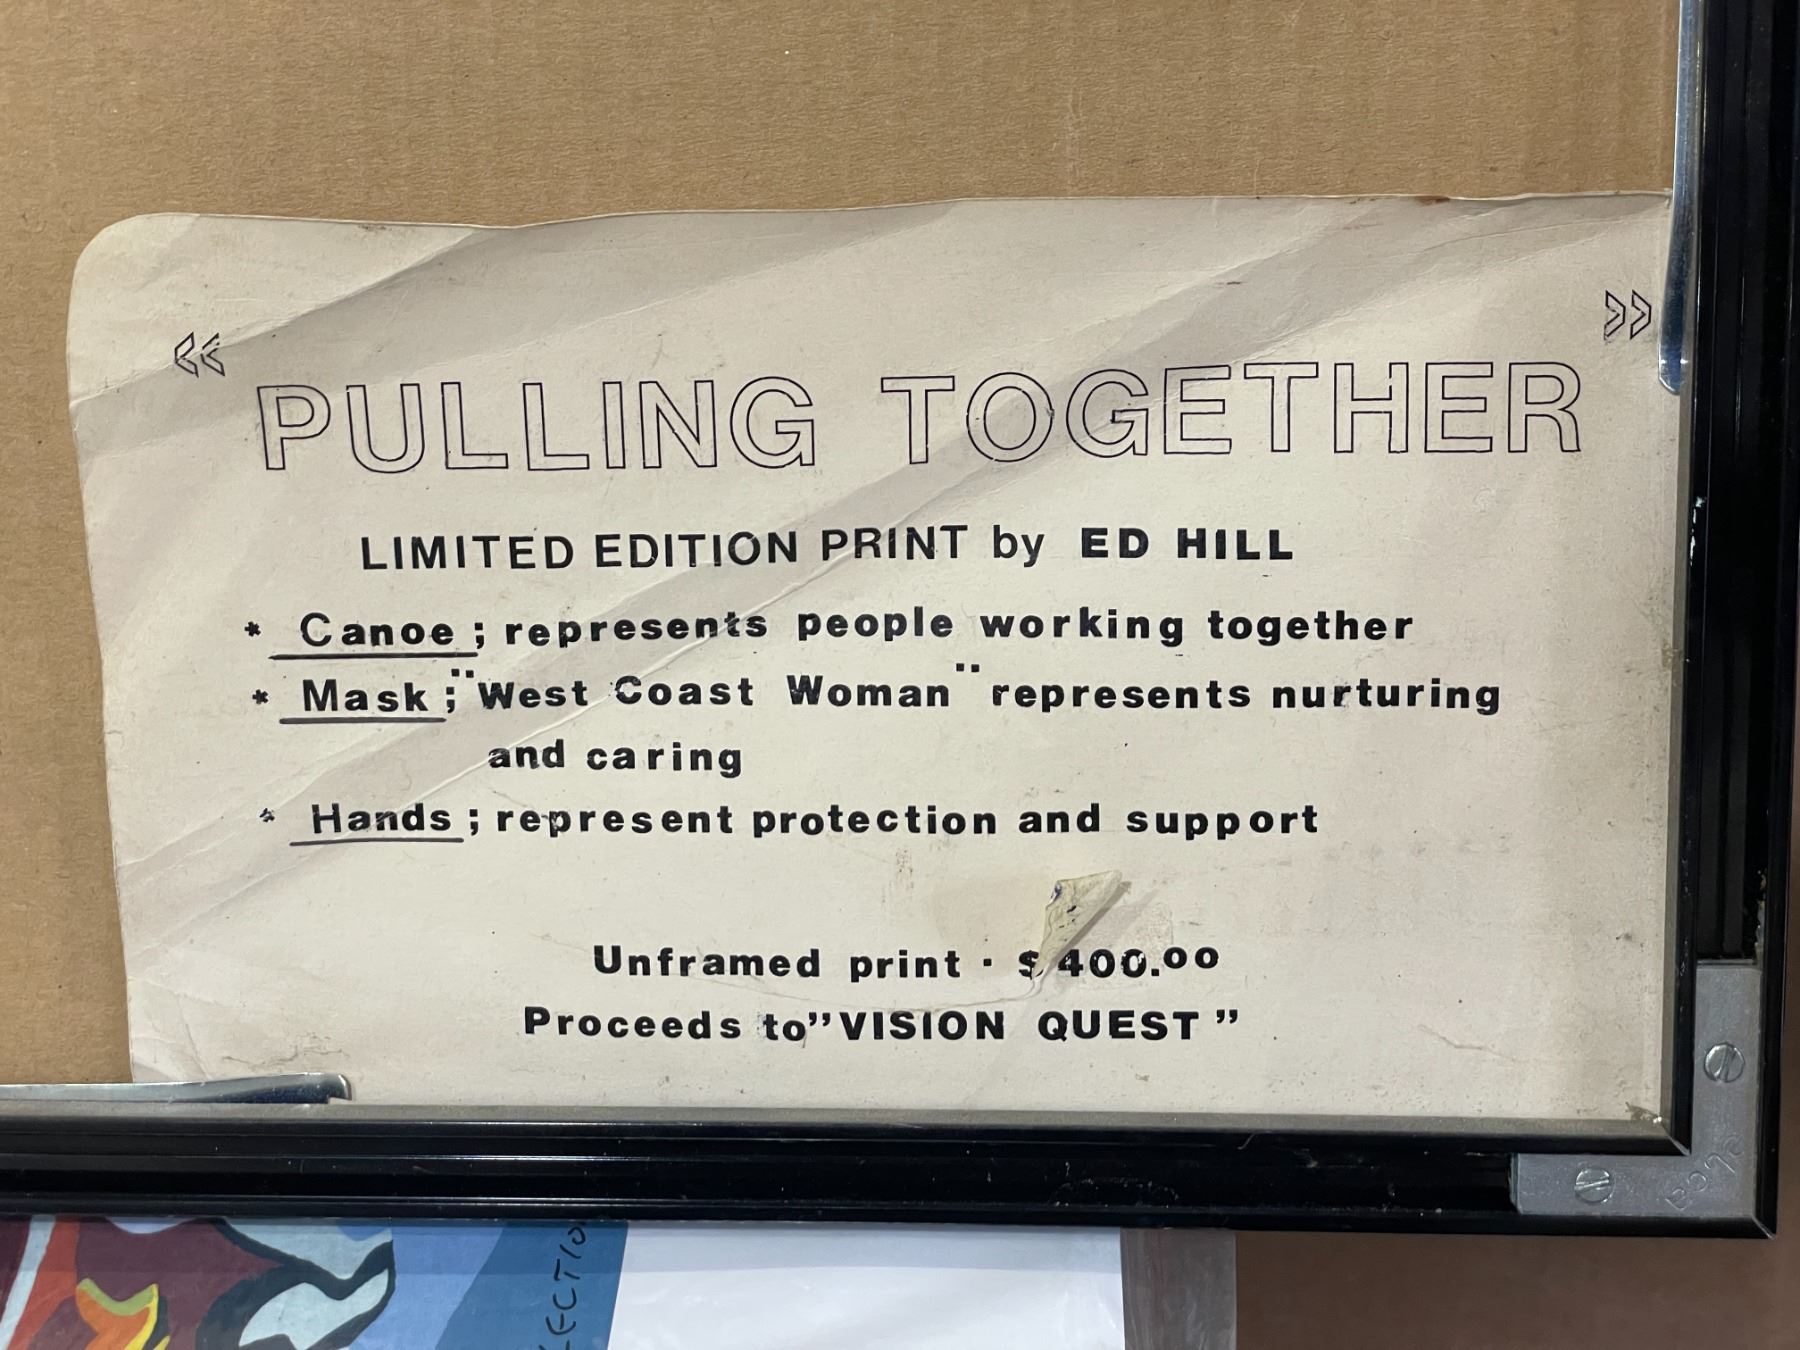 “PULLING TOGETHER”
LIMITED EDITION PRINT by ED HILL
* Canoe ; represents people working together
* Mask ; "West Coast Woman" represents nurturing
and caring
* Hands ; represent protection and support
Unframed print · $400.00
Proceeds to ”VISION QUEST ”